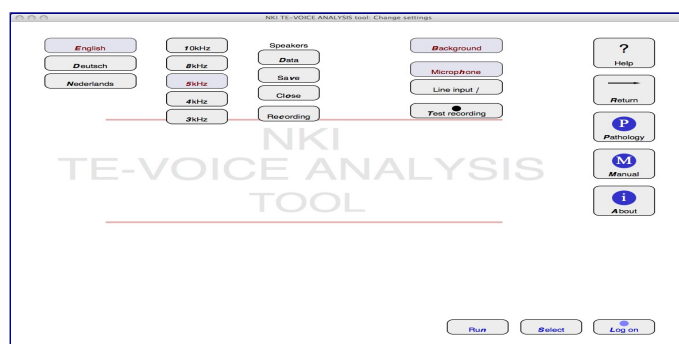 NKI TE-VOICE ANALYSIS tool: Change settings
English
Deutsch
Nederlands
10kHz
8kHz
5kHz
4kHz
3kHz
Speakers
Data
Save
Close
Recording
Background
Microphone
Line input /
Test recording
?
Help
Return
P
Pathology
M
Manual
i
About
NKI
TE-VOICE ANALYSIS
TOOL
Run
Select
Log on